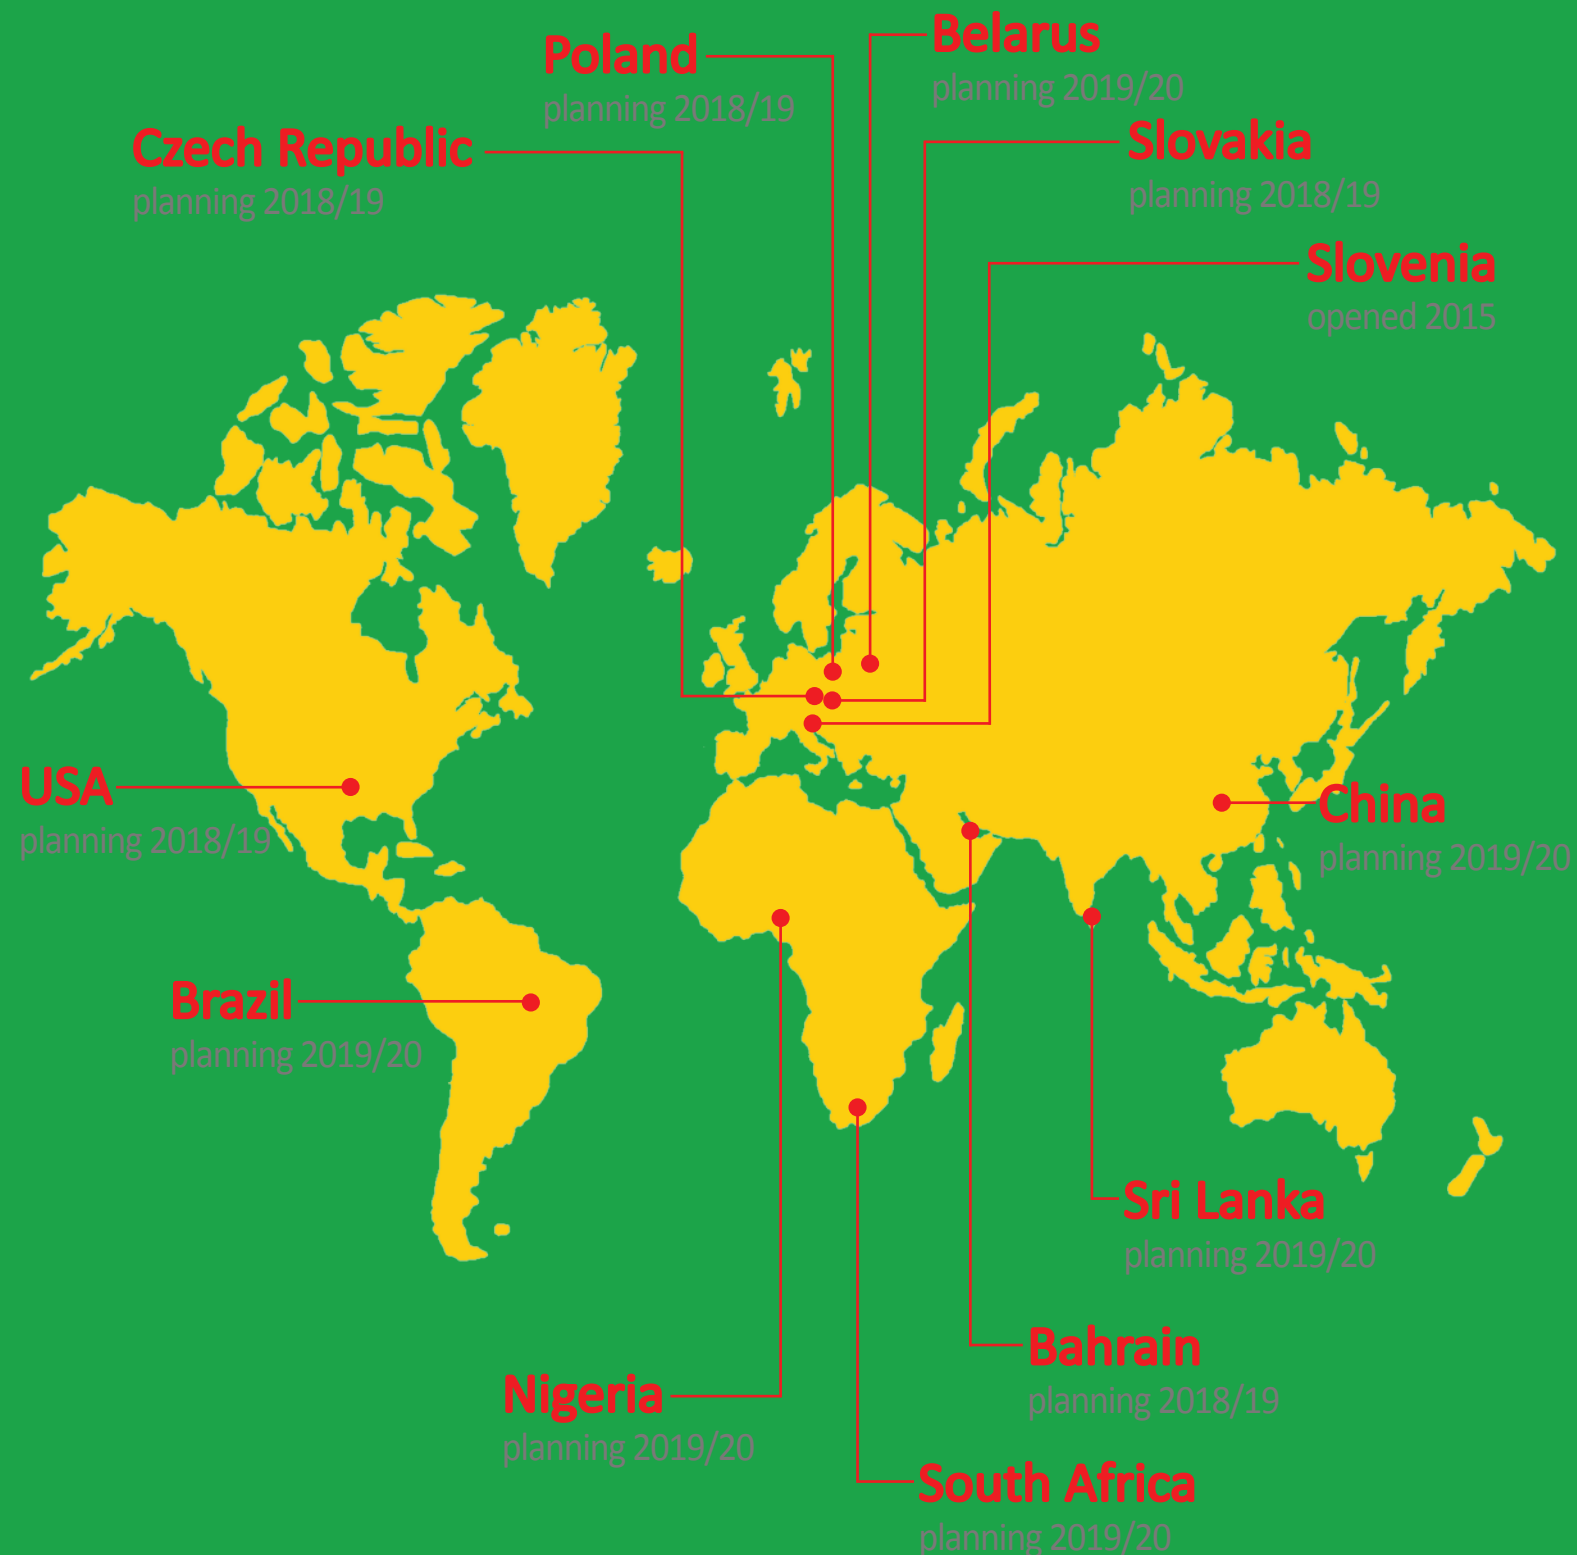 Belarus
planning 2019/20
Poland
planning 2018/19
Czech Republic
planning 2018/19
Slovakia
planning 2018/19
Slovenia
opened 2015
USA
planning 2018/19
China
planning 2019/20
Brazil
planning 2019/20
Sri Lanka
planning 2019/20
Bahrain
planning 2018/19
Nigeria
planning 2019/20
South Africa
planning 2019/20